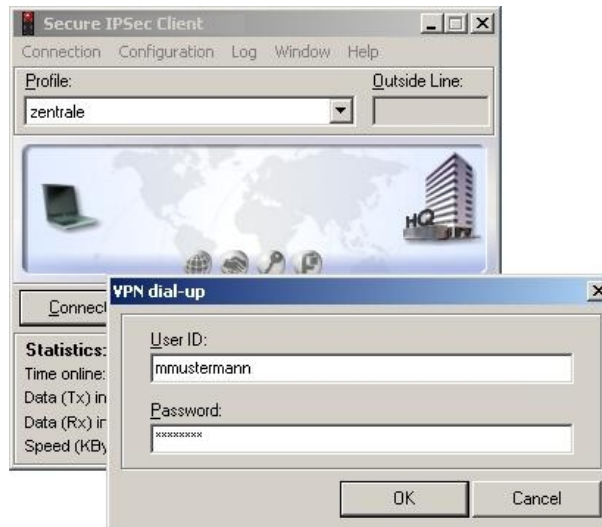 Secure IPSec Client
Connection Configuration Log Window Help
Profile:
Outside Line:
zentrale
HQ
Connect
Statistics:
Time online:
Data (Tx) in
Data (Rx) in
Speed (KBy
VPN dial-up
User ID:
mmustermann
Password:
xxxxxxxx
OK Cancel